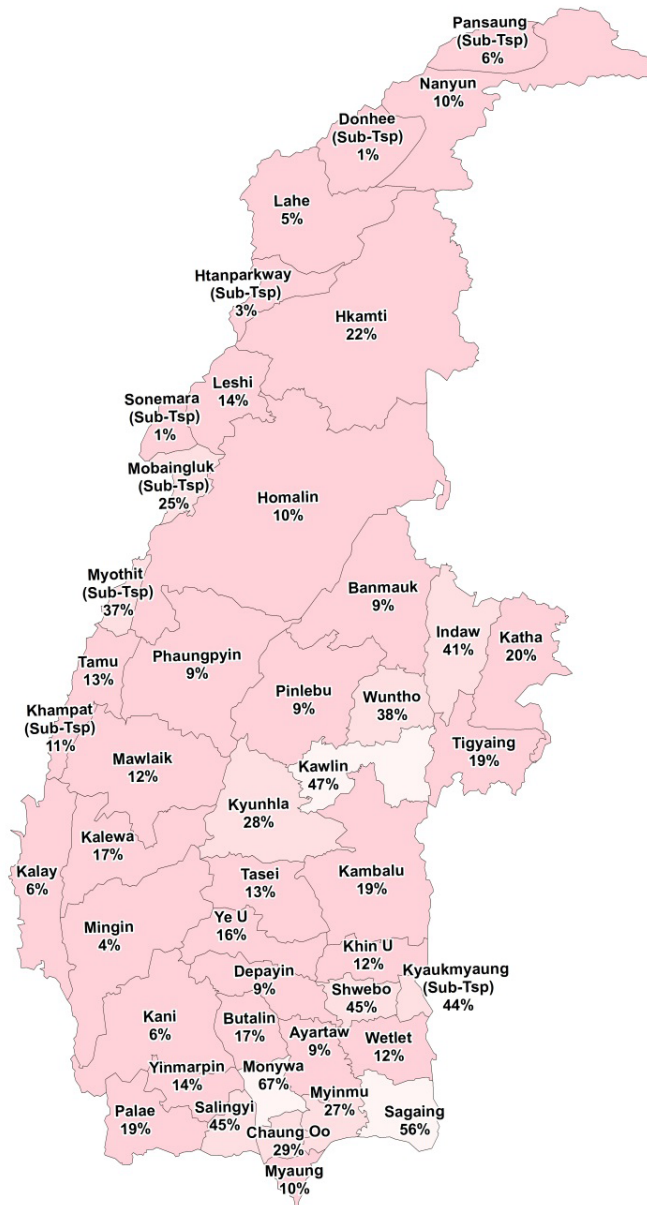 Pansaung
(Sub-Tsp)
6%
Nanyun
10%
Donhee
(Sub-Tsp)
1%
Lahe
5%
Htanparkway
(Sub-Tsp)
3%
Hkamti
22%
Leshi
14%
Sonemara
(Sub-Tsp)
1%
Mobaingluk
(Sub-Tsp)
25%
Homalin
10%
Myothit
(Sub-Tsp)
37%
Banmauk
9%
Indaw
41%
Katha
20%
Tamu
13%
Phaungpyin
9%
Pinlebu
9%
Wuntho
38%
Khampat
(Sub-Tsp)
11%
Mawlaik
12%
Kawlin
47%
Tigyaing
19%
Kyunhla
28%
Kalewa
17%
Kalay
6%
Tasei
13%
Kambalu
19%
Mingin
4%
Ye U
16%
Khin U
12%
Depayin
9%
Shwebo
45%
Kyaukmyaung
(Sub-Tsp)
44%
Kani
6%
Butalin
17%
Ayartaw
9%
Wetlet
12%
Yinmarpin
14%
Monywa
67%
Myinmu
27%
Sagaing
56%
Palae
19%
Salingyi
45%
Chaung Oo
29%
Myaung
10%